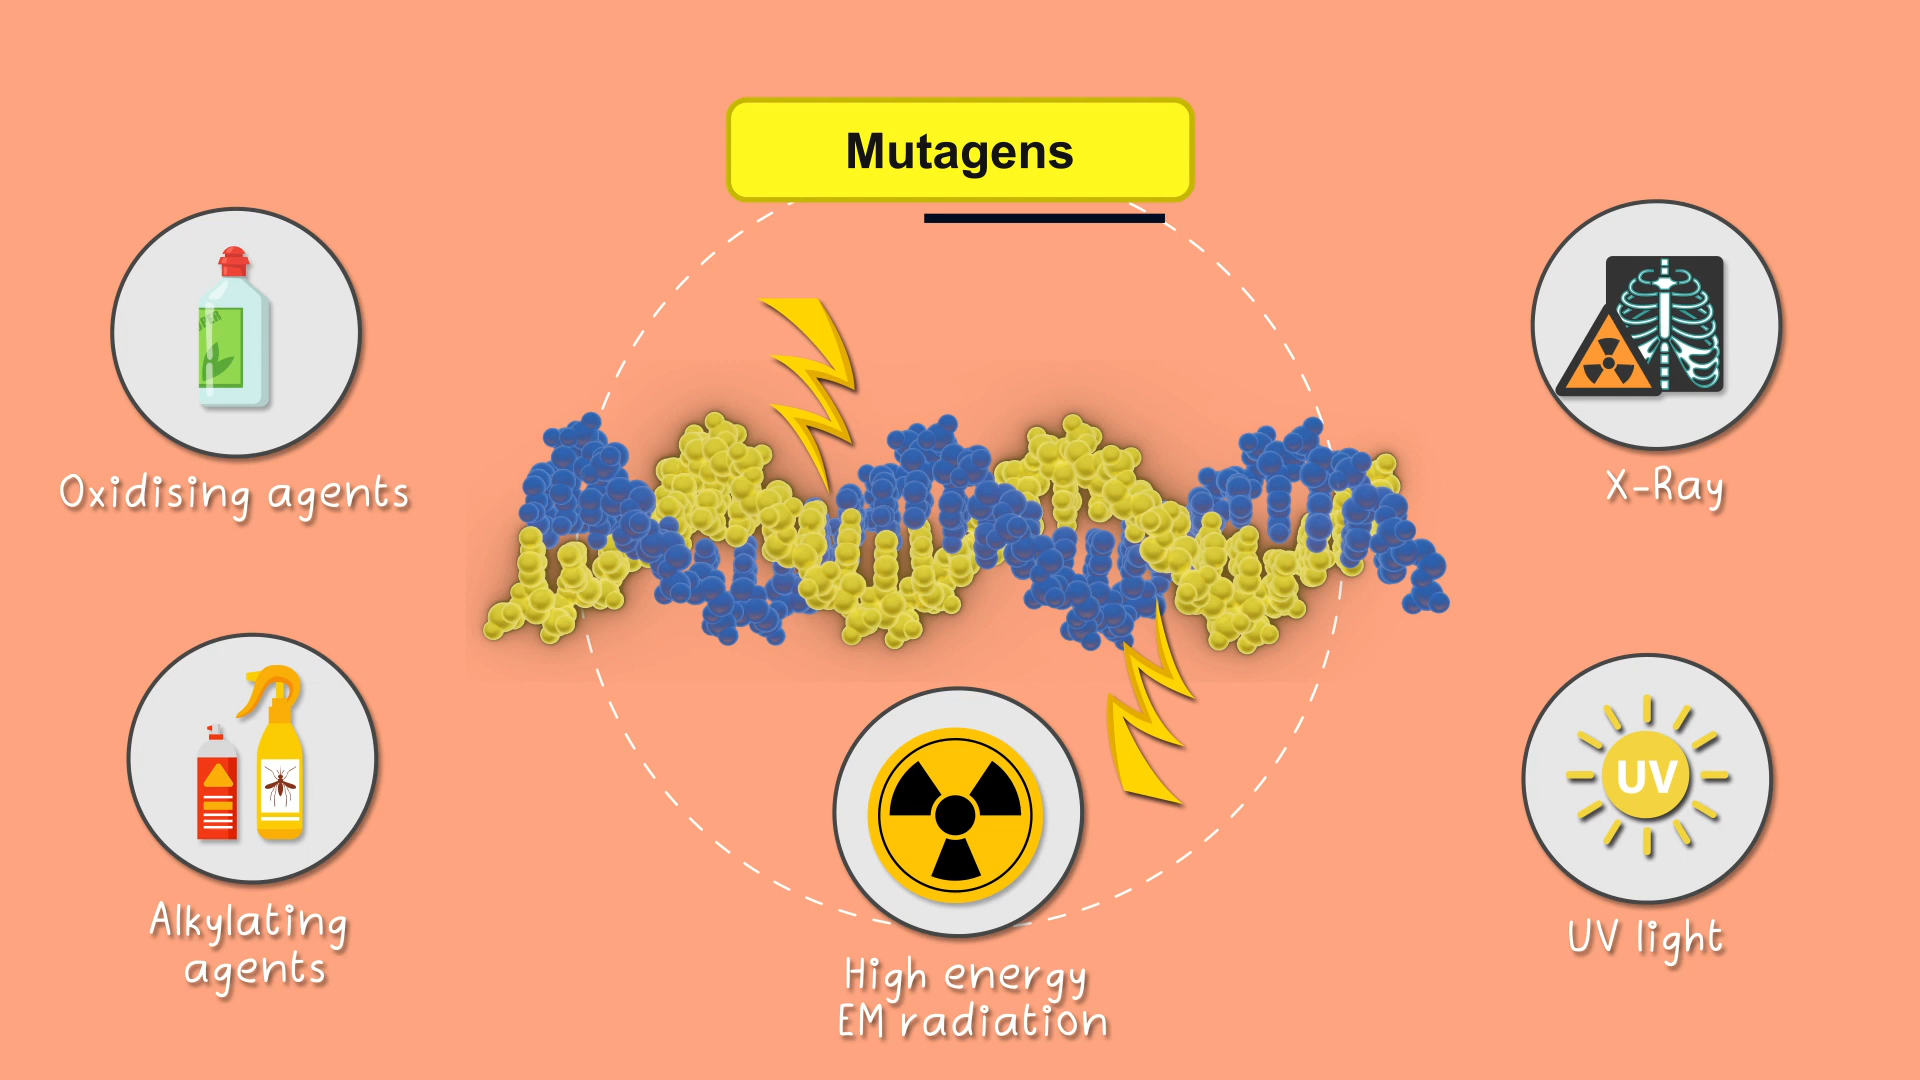 Mutagens
Oxidising agents
X-Ray
Alkylating
agents
UV
UV light
High energy
EM radiation